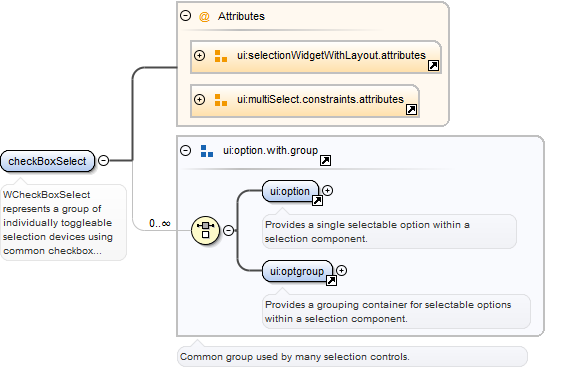 @ Attributes
ui:selectionWidgetWithLayout.attributes
ui:multiSelect.constraints.attributes
checkBoxSelect
WCheckBoxSelect
represents a group of
individually toggleable
selection devices using
common checkbox...
0..∞
ui:option.with.group
ui:option
Provides a single selectable option within a
selection component.
ui:optgroup
Provides a grouping container for selectable options
within a selection component.
Common group used by many selection controls.